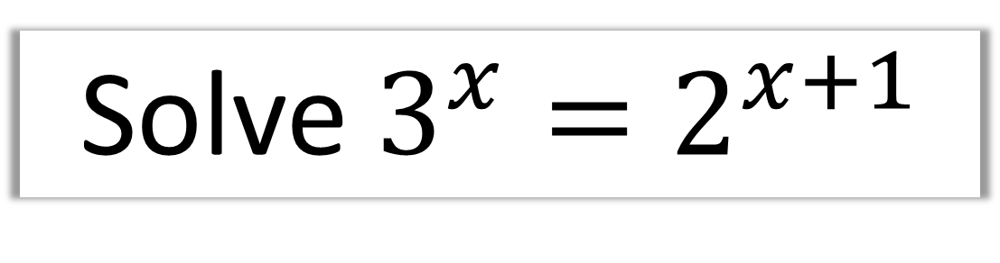 Solve 3^x = 2^{x+1}